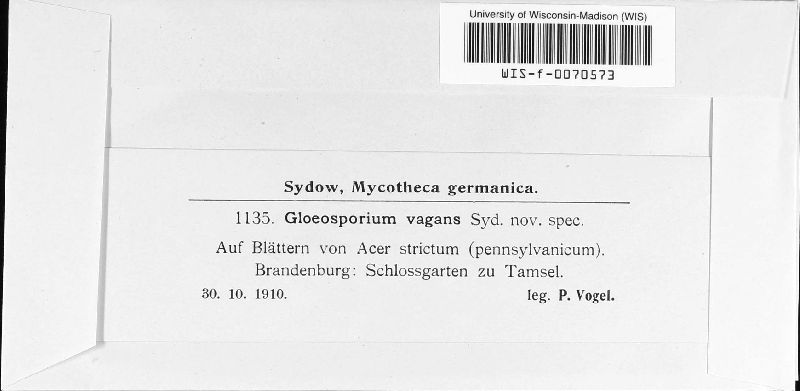 University of Wisconsin-Madison (WIS)
WIS-f-0070573
Sydow, Mycotheca germanica.
1135. Gloeosporium vagans Syd. nov. spec.
Auf Blättern von Acer strictum (pennsylvanicum).
Brandenburg: Schlossgarten zu Tamsel.
30. 10. 1910. leg. P. Vogel.